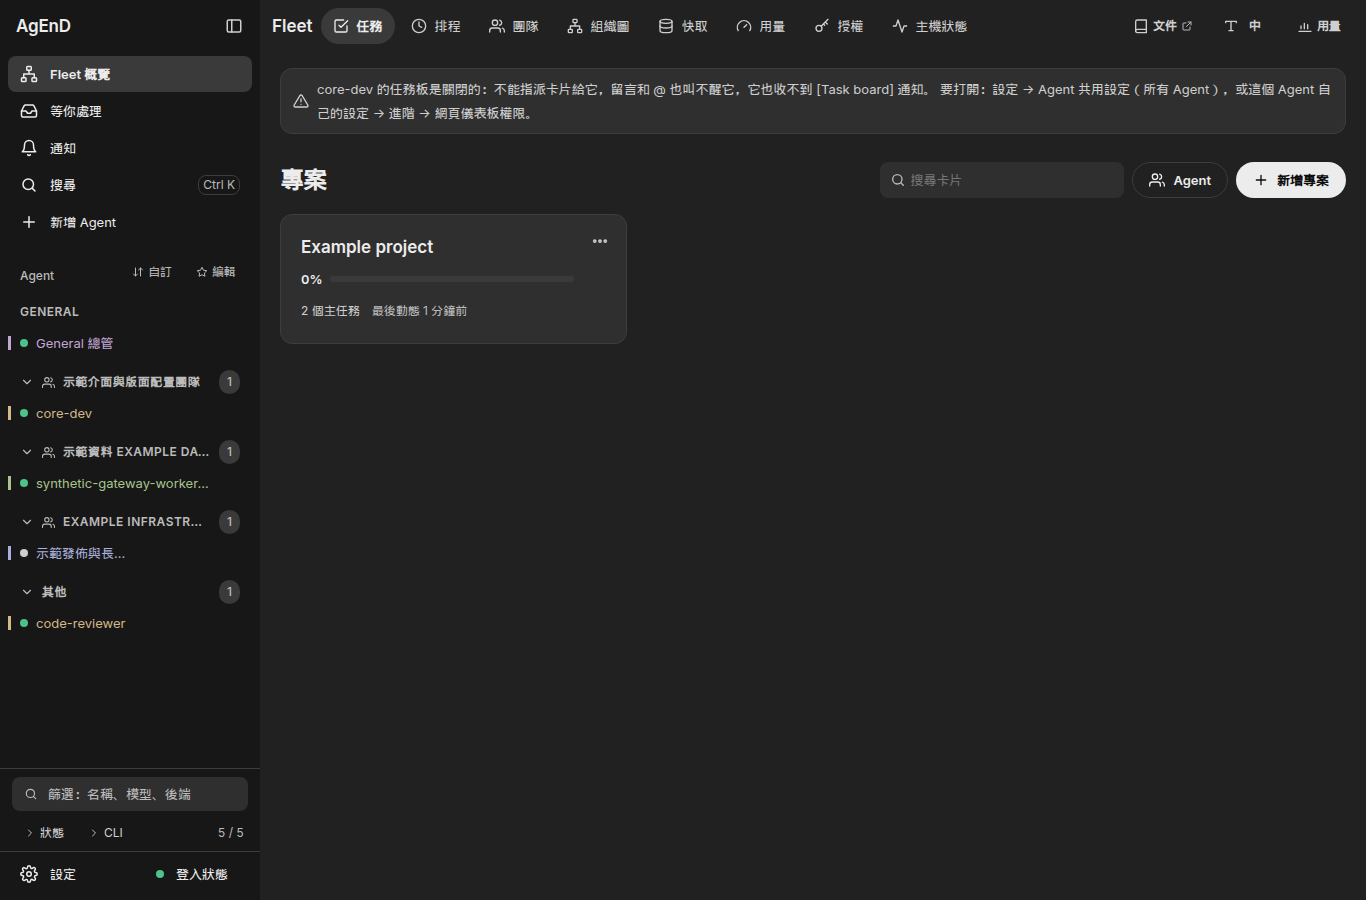 AgEnD
Fleet 概覽
等你處理
通知
搜尋 Ctrl K
新增 Agent
Agent 自訂 編輯
GENERAL
General 總管
示範介面與版面配置團隊 1
core-dev
示範資料 EXAMPLE DA... 1
synthetic-gateway-worker...
EXAMPLE INFRASTR... 1
示範發佈與長...
其他 1
code-reviewer
篩選：名稱、模型、後端
狀態 CLI 5 / 5
設定 登入狀態
Fleet 任務 排程 團隊 組織圖 快取 用量 授權 主機狀態 文件 中 用量
core-dev 的任務板是關閉的：不能指派卡片給它，留言和 @ 也叫不醒它，它也收不到 [Task board] 通知。 要打開：設定 → Agent 共用設定（所有 Agent），或這個 Agent 自
己的設定 → 進階 → 網頁儀表板權限。
專案 搜尋卡片 Agent 新增專案
Example project
0%
2 個主任務 最後動態 1 分鐘前